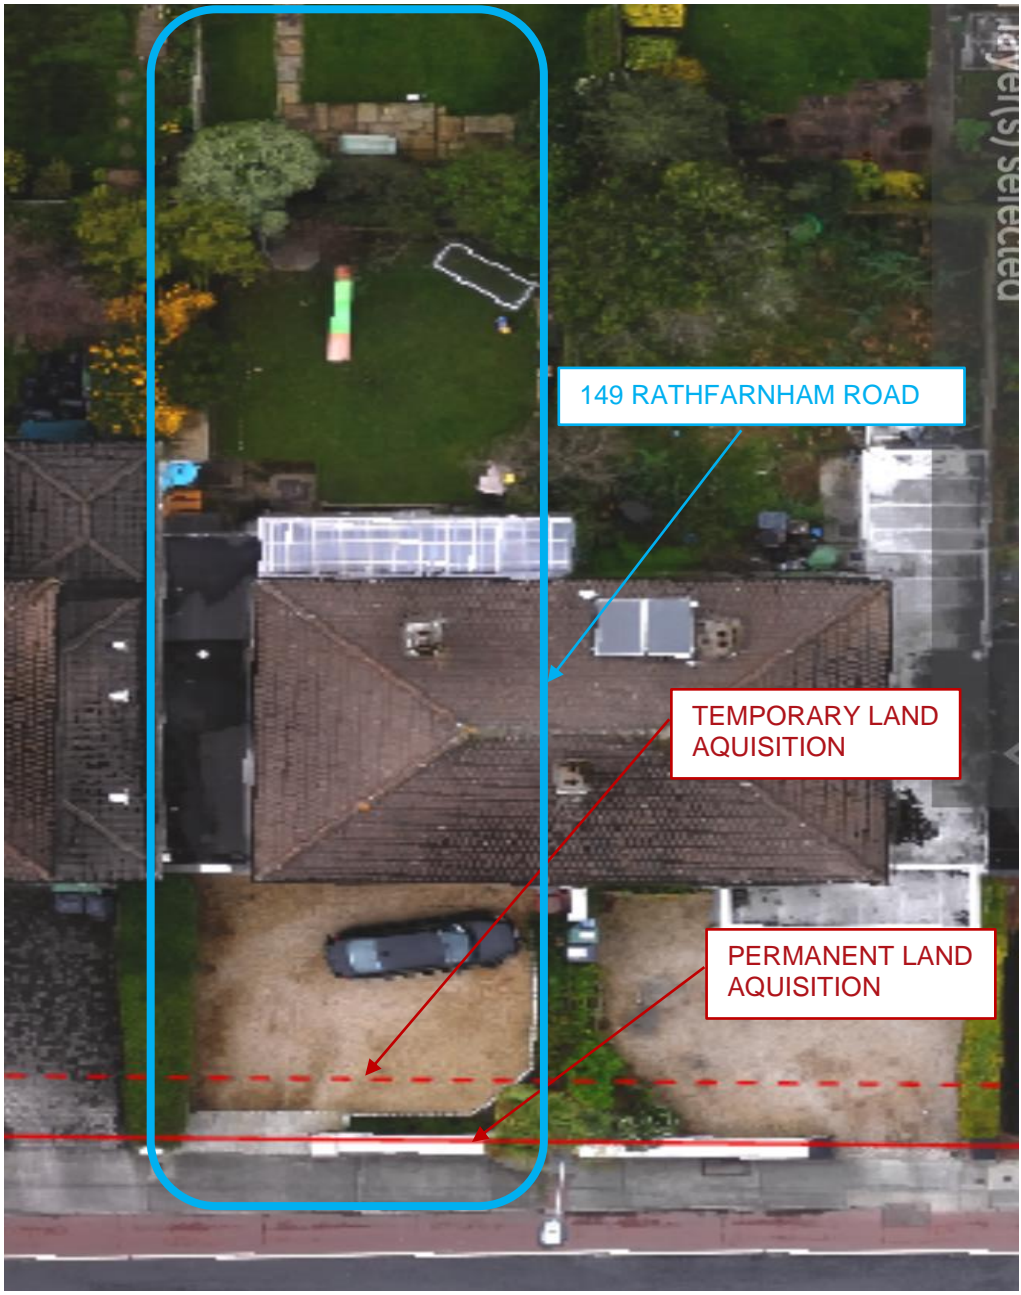 layer(s) selected
149 RATHFARNHAM ROAD
TEMPORARY LAND
AQUISITION
PERMANENT LAND
AQUISITION